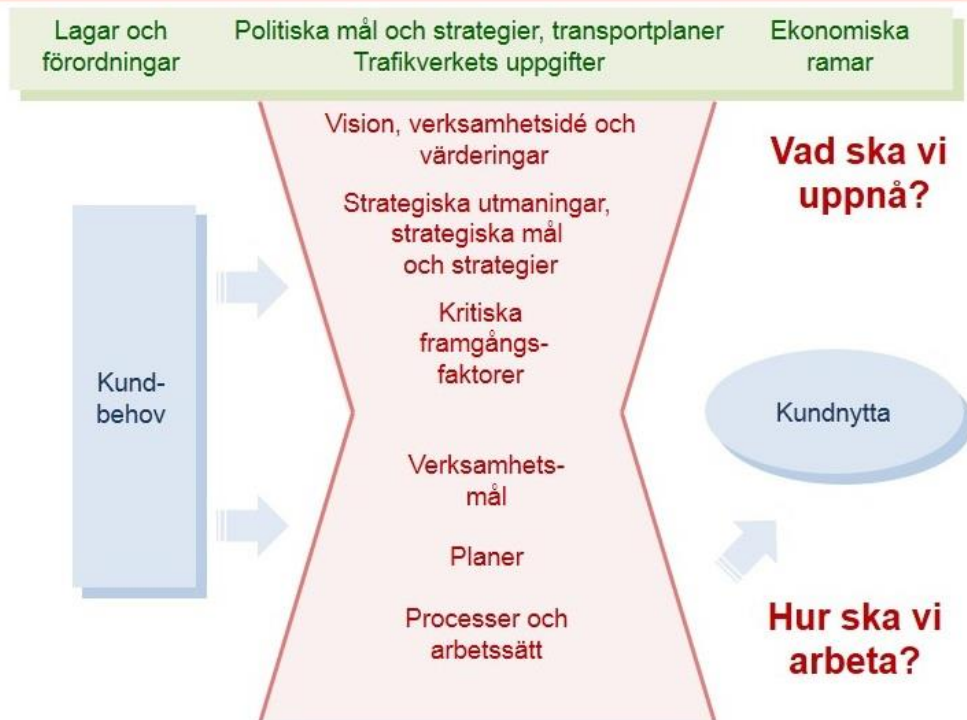 Lagar och
förordningar
Politiska mål och strategier, transportplaner
Trafikverkets uppgifter
Ekonomiska
ramar
Vision, verksamhetsidé och
värderingar
Vad ska vi
uppnå?
Strategiska utmaningar,
strategiska mål
och strategier
Kritiska
framgångs-
faktorer
Kund-
behov
Kundnytta
Verksamhets-
mål
Planer
Processer och
arbetssätt
Hur ska vi
arbeta?